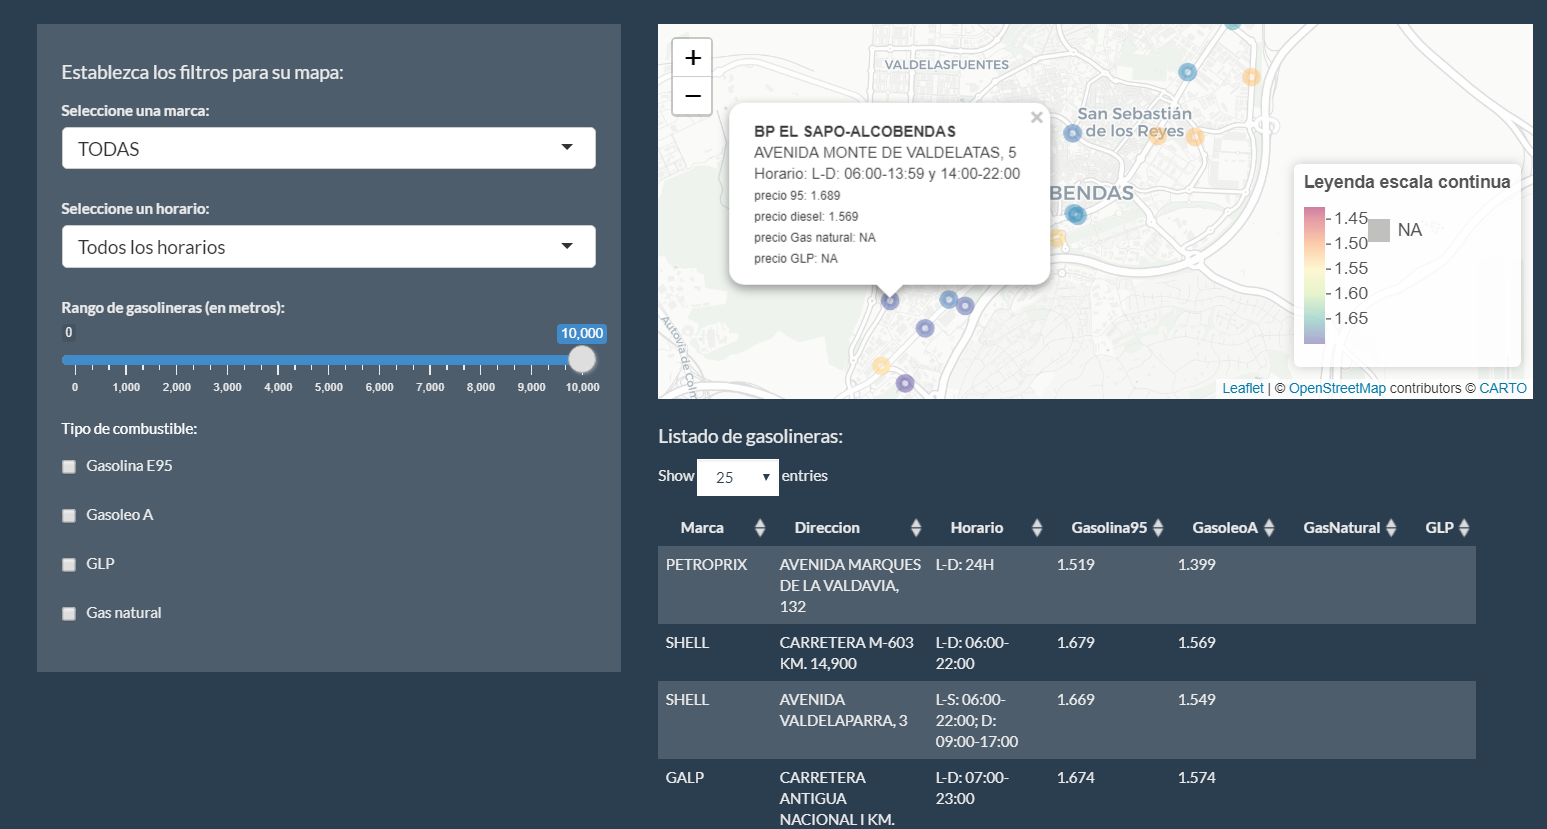 Establezca los filtros para su mapa:
Seleccione una marca:
TODAS
Seleccione un horario:
Todos los horarios
Rango de gasolineras (en metros):
0
10,000
0 1,000 2,000 3,000 4,000 5,000 6,000 7,000 8,000 9,000 10,000
Tipo de combustible:
Gasolina E95
Gasoleo A
GLP
Gas natural
+
−
VALDELASFUENTES
San Sebastián
de los Reyes
BENDAS
Autovía de Colm
BP EL SAPO-ALCOBENDAS
AVENIDA MONTE DE VALDELATAS, 5
Horario: L-D: 06:00-13:59 y 14:00-22:00
precio 95: 1.689
precio diesel: 1.569
precio Gas natural: NA
precio GLP: NA
×
Leyenda escala continua
1.45
1.50
1.55
1.60
1.65
NA
Leaflet | © OpenStreetMap contributors © CARTO
Listado de gasolineras:
Show 25 entries
Marca Direccion Horario Gasolina95 GasoleoA GasNatural GLP
PETROPRIX AVENIDA MARQUES L-D: 24H 1.519 1.399
DE LA VALDAVIA,
132
SHELL CARRETERA M-603 L-D: 06:00- 1.679 1.569
KM. 14,900 22:00
SHELL AVENIDA L-S: 06:00- 1.669 1.549
VALDELAPARRA, 3 22:00; D:
09:00-17:00
GALP CARRETERA L-D: 07:00- 1.674 1.574
ANTIGUA 23:00
NACIONAL I KM.